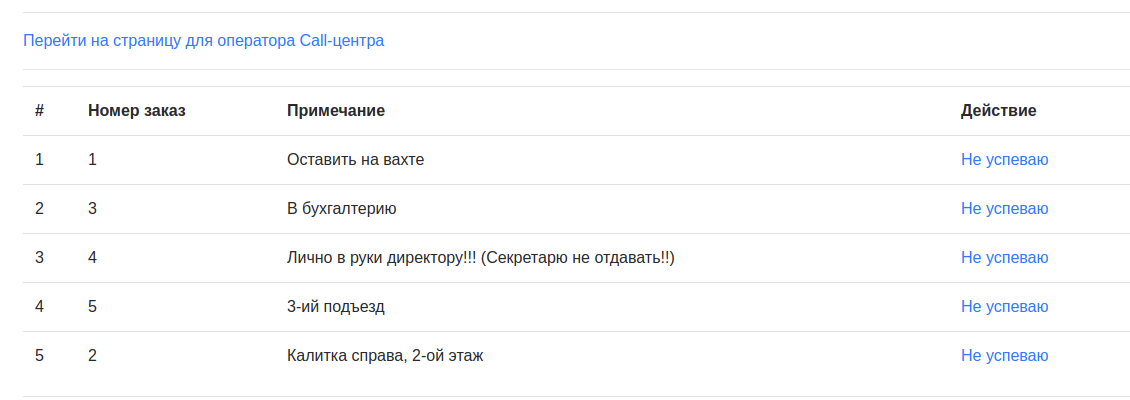 Перейти на страницу для оператора Call-центра
# Номер заказ Примечание Действие
1 1 Оставить на вахте Не успеваю
2 3 В бухгалтерию Не успеваю
3 4 Лично в руки директору!!! (Секретарю не отдавать!!) Не успеваю
4 5 3-ий подъезд Не успеваю
5 2 Калитка справа, 2-ой этаж Не успеваю